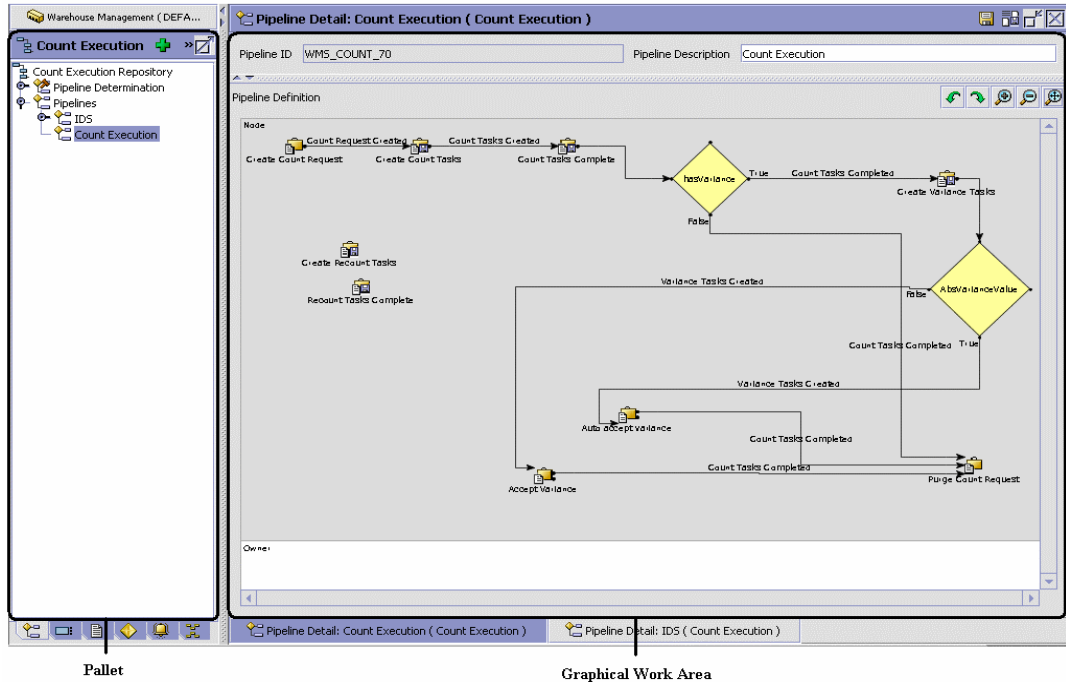 Warehouse Management ( DEFA...
Count Execution
»
Count Execution Repository
Pipeline Determination
Pipelines
IDS
Count Execution
Pipeline Detail: Count Execution ( Count Execution )
Pipeline ID WMS_COUNT_70 Pipeline Description Count Execution
Pipeline Definition
Node
Count Request Created Count Tasks Created
Create Count Request Create Count Tasks Count Tasks Complete
hasVariance True Count Tasks Completed
Create Variance Tasks
False
Create Recount Tasks
Recount Tasks Complete
Variance Tasks Created
False AbsVarianceValue
Count Tasks Completed True
Variance Tasks Created
Auto accept variance
Count Tasks Completed
Count Tasks Completed
Accept Variance
Purge Count Request
Owner
Pipeline Detail: Count Execution ( Count Execution ) Pipeline Detail: IDS ( Count Execution )
Pallet Graphical Work Area